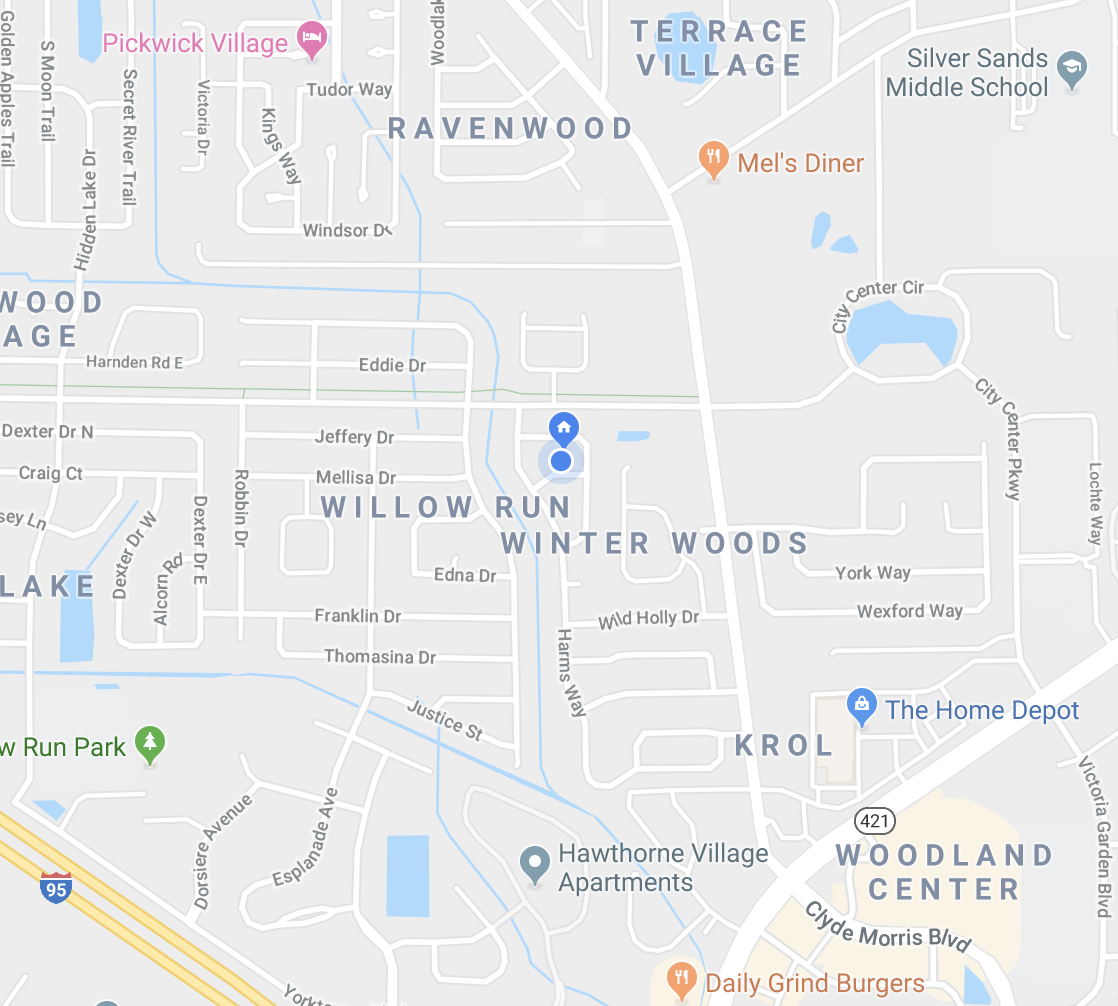 Golden Apples Trail
S Moon Trail
Secret River Trail
Hidden Lake Dr
Pickwick Village
Victoria Dr
Kings Way
Tudor Way
Windsor D
Woodla
RAVENWOOD
TERRACE
VILLAGE
Silver Sands
Middle School
Mel's Diner
City Center Cir
City Center Pkwy
WOOD
AGE
Harnden Rd E
Eddie Dr
Dexter Dr N
Jeffery Dr
Craig Ct
Mellisa Dr
Robbin Dr
WILLOW RUN
WINTER WOODS
Lochte Way
sey Ln
Dexter Dr W
Dexter Dr E
Alcorn Rd
LAKE
Edna Dr
York Way
Wexford Way
Franklin Dr
Wild Holly Dr
Thomasina Dr
Harms Way
Justice St
The Home Depot
KROL
w Run Park
Victoria Garden Blvd
Dorsiere Avenue
Esplanade Ave
421
95
Hawthorne Village
Apartments
WOODLAND
CENTER
Clyde Morris Blvd
Daily Grind Burgers
Yorkt